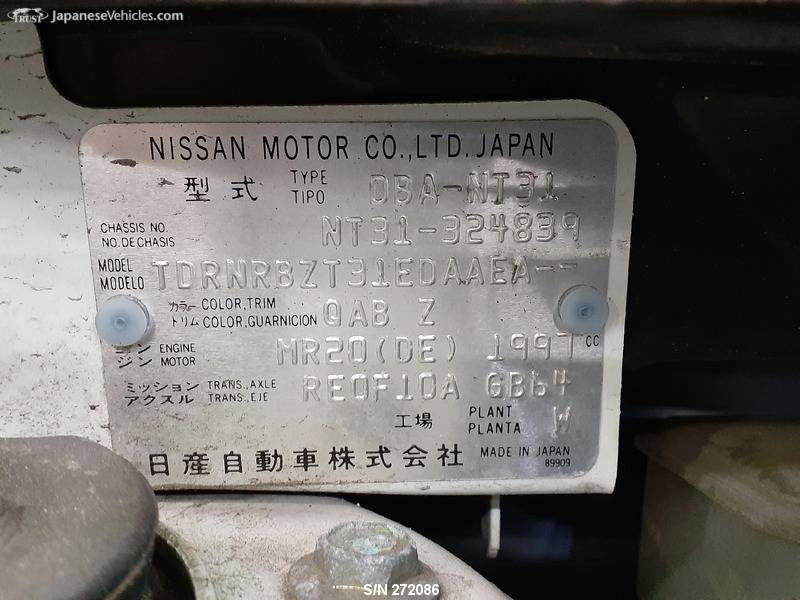 TRUST JapaneseVehicles.com
NISSAN MOTOR CO.,LTD. JAPAN
型式 TYPE TIPO DBA-NT31
CHASSIS NO. NO. DE CHASIS NT31-324839
MODEL MODELO TDRNRBZT31EDAAEA--
カラー COLOR, TRIM
トリム COLOR, GUARNICION QAB Z
エンジン ENGINE MOTOR MR20(DE) 1997 CC
ミッション TRANS., AXLE
アクスル TRANS., EJE RE0F10A GB64
工場 PLANT PLANTA W
日産自動車株式会社 MADE IN JAPAN
89909
S/N 272086